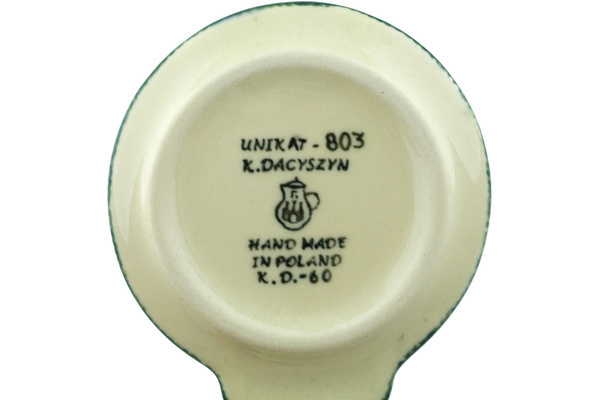 UNIKAT - 803
K. DACYSZYN
HAND MADE
IN POLAND
K.D.-60